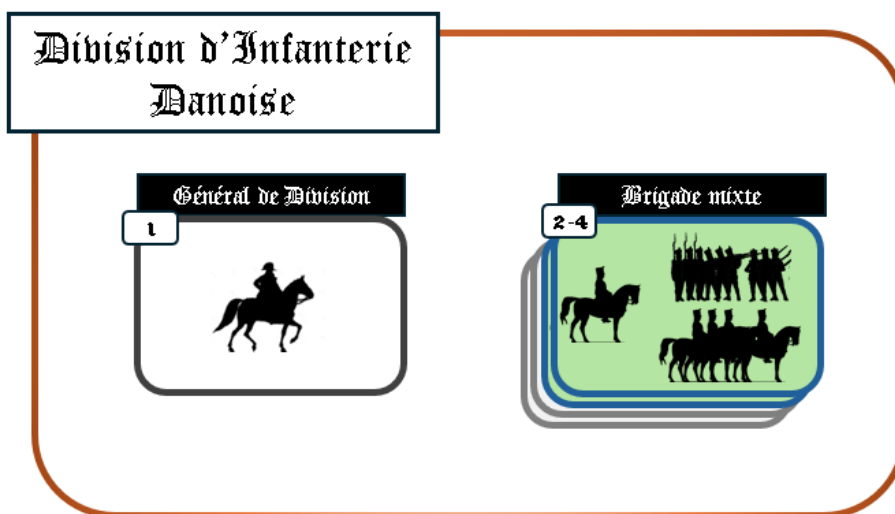 Division d'Infanterie
Danoise
Général de Division
1
Brigade mixte
2-4